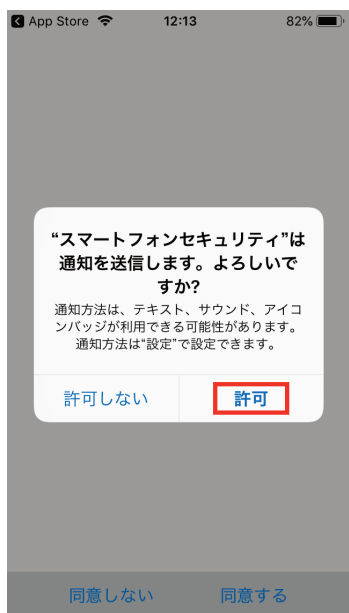 App Store 12:13 82%
“スマートフォンセキュリティ”は
通知を送信します。よろしいで
すか?
通知方法は、テキスト、サウンド、アイコ
ンバッジが利用できる可能性があります。
通知方法は“設定”で設定できます。
許可しない 許可
同意しない 同意する